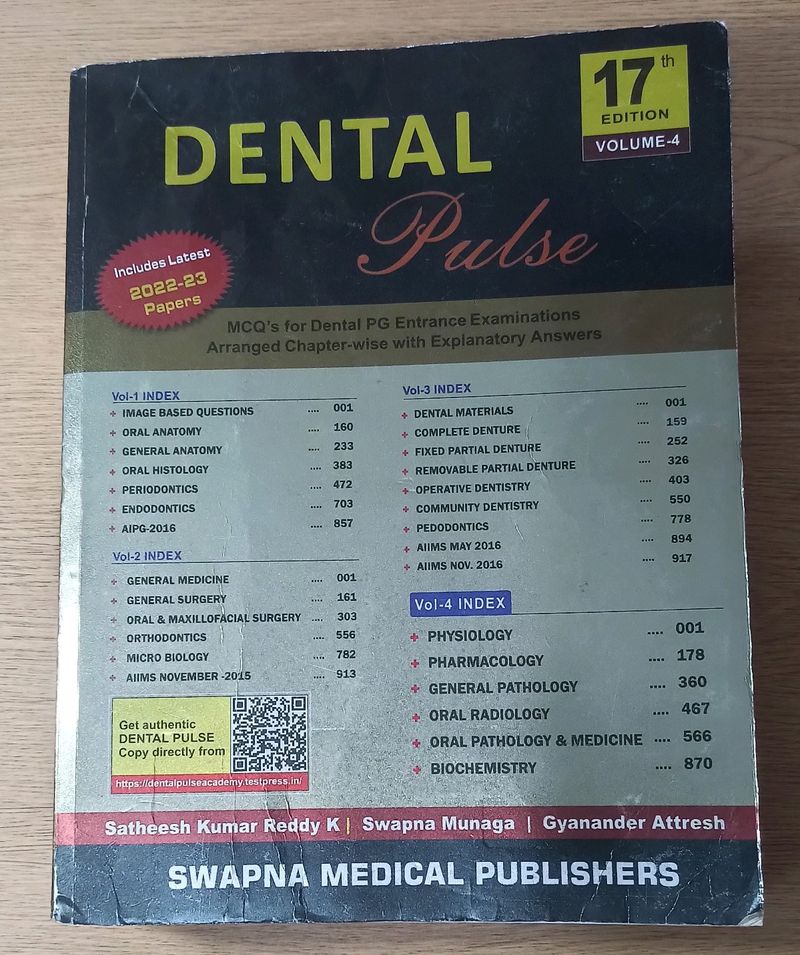 17th
EDITION
VOLUME-4
DENTAL
Pulse
Includes Latest
2022-23
Papers
MCQ's for Dental PG Entrance Examinations
Arranged Chapter-wise with Explanatory Answers
Vol-1 INDEX
IMAGE BASED QUESTIONS .... 001
ORAL ANATOMY .... 160
GENERAL ANATOMY .... 233
ORAL HISTOLOGY .... 383
PERIODONTICS .... 472
ENDODONTICS .... 703
AIPG-2016 .... 857
Vol-2 INDEX
GENERAL MEDICINE .... 001
GENERAL SURGERY .... 161
ORAL & MAXILLOFACIAL SURGERY .... 303
ORTHODONTICS .... 556
MICRO BIOLOGY .... 782
AIIMS NOVEMBER -2015 .... 913
Vol-3 INDEX
DENTAL MATERIALS .... 001
COMPLETE DENTURE .... 159
FIXED PARTIAL DENTURE .... 252
REMOVABLE PARTIAL DENTURE .... 326
OPERATIVE DENTISTRY .... 403
COMMUNITY DENTISTRY .... 550
PEDODONTICS .... 778
AIIMS MAY 2016 .... 894
AIIMS NOV. 2016 .... 917
Vol-4 INDEX
PHYSIOLOGY .... 001
PHARMACOLOGY .... 178
GENERAL PATHOLOGY .... 360
ORAL RADIOLOGY .... 467
ORAL PATHOLOGY & MEDICINE .... 566
BIOCHEMISTRY .... 870
Get authentic
DENTAL PULSE
Copy directly from
https://dentalpulseacademy.testpress.in/
Satheesh Kumar Reddy K | Swapna Munaga | Gyanander Attresh
SWAPNA MEDICAL PUBLISHERS